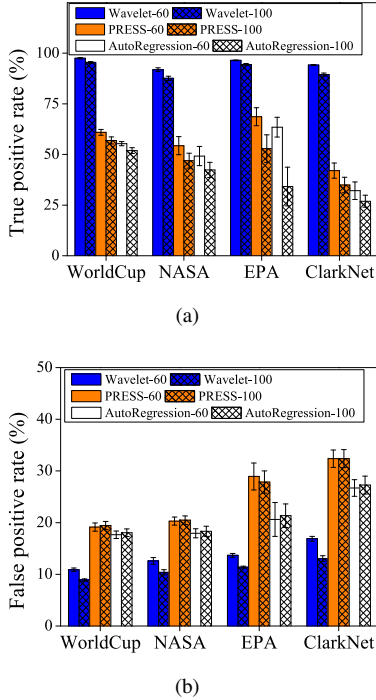 Wavelet-60 Wavelet-100
PRESS-60 PRESS-100
AutoRegression-60 AutoRegression-100
True positive rate (%)
100
75
50
25
0
WorldCup NASA EPA ClarkNet
(a)
Wavelet-60 Wavelet-100
PRESS-60 PRESS-100
AutoRegression-60 AutoRegression-100
False positive rate (%)
50
40
30
20
10
0
WorldCup NASA EPA ClarkNet
(b)